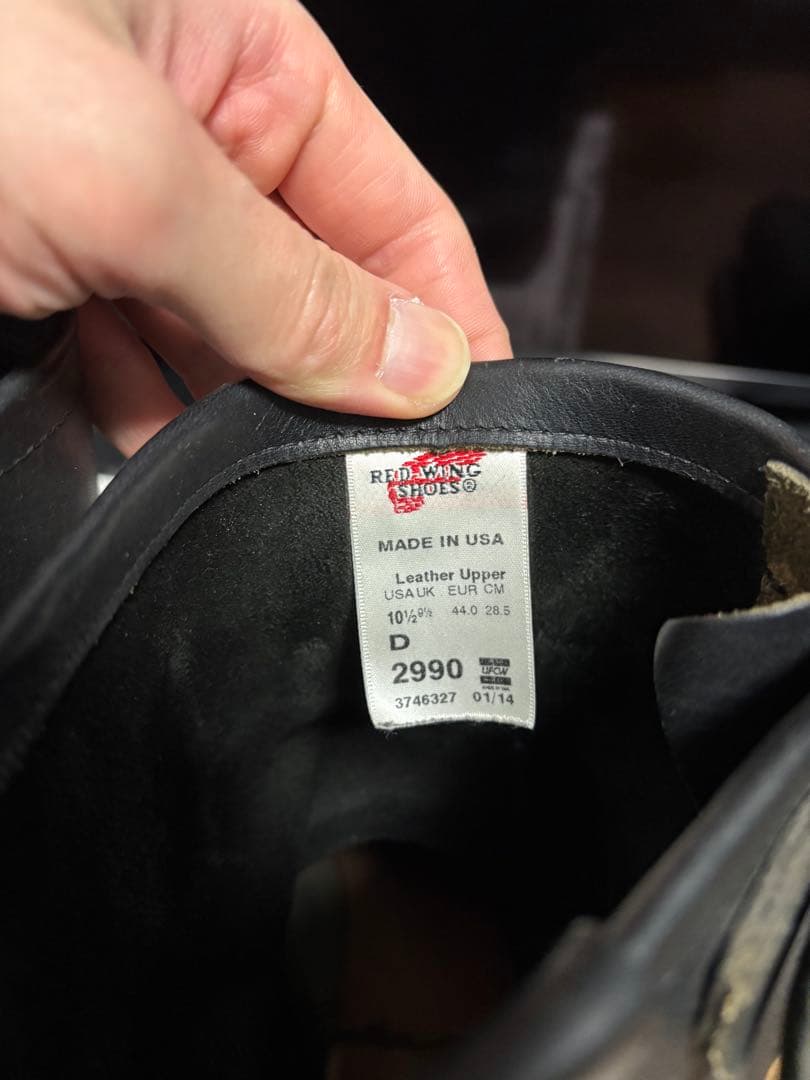 RED WING
SHOES®
MADE IN USA
Leather Upper
USA UK EUR CM
10½ 9½ 44.0 28.5
D
2990
UFCW
3746327 01/14